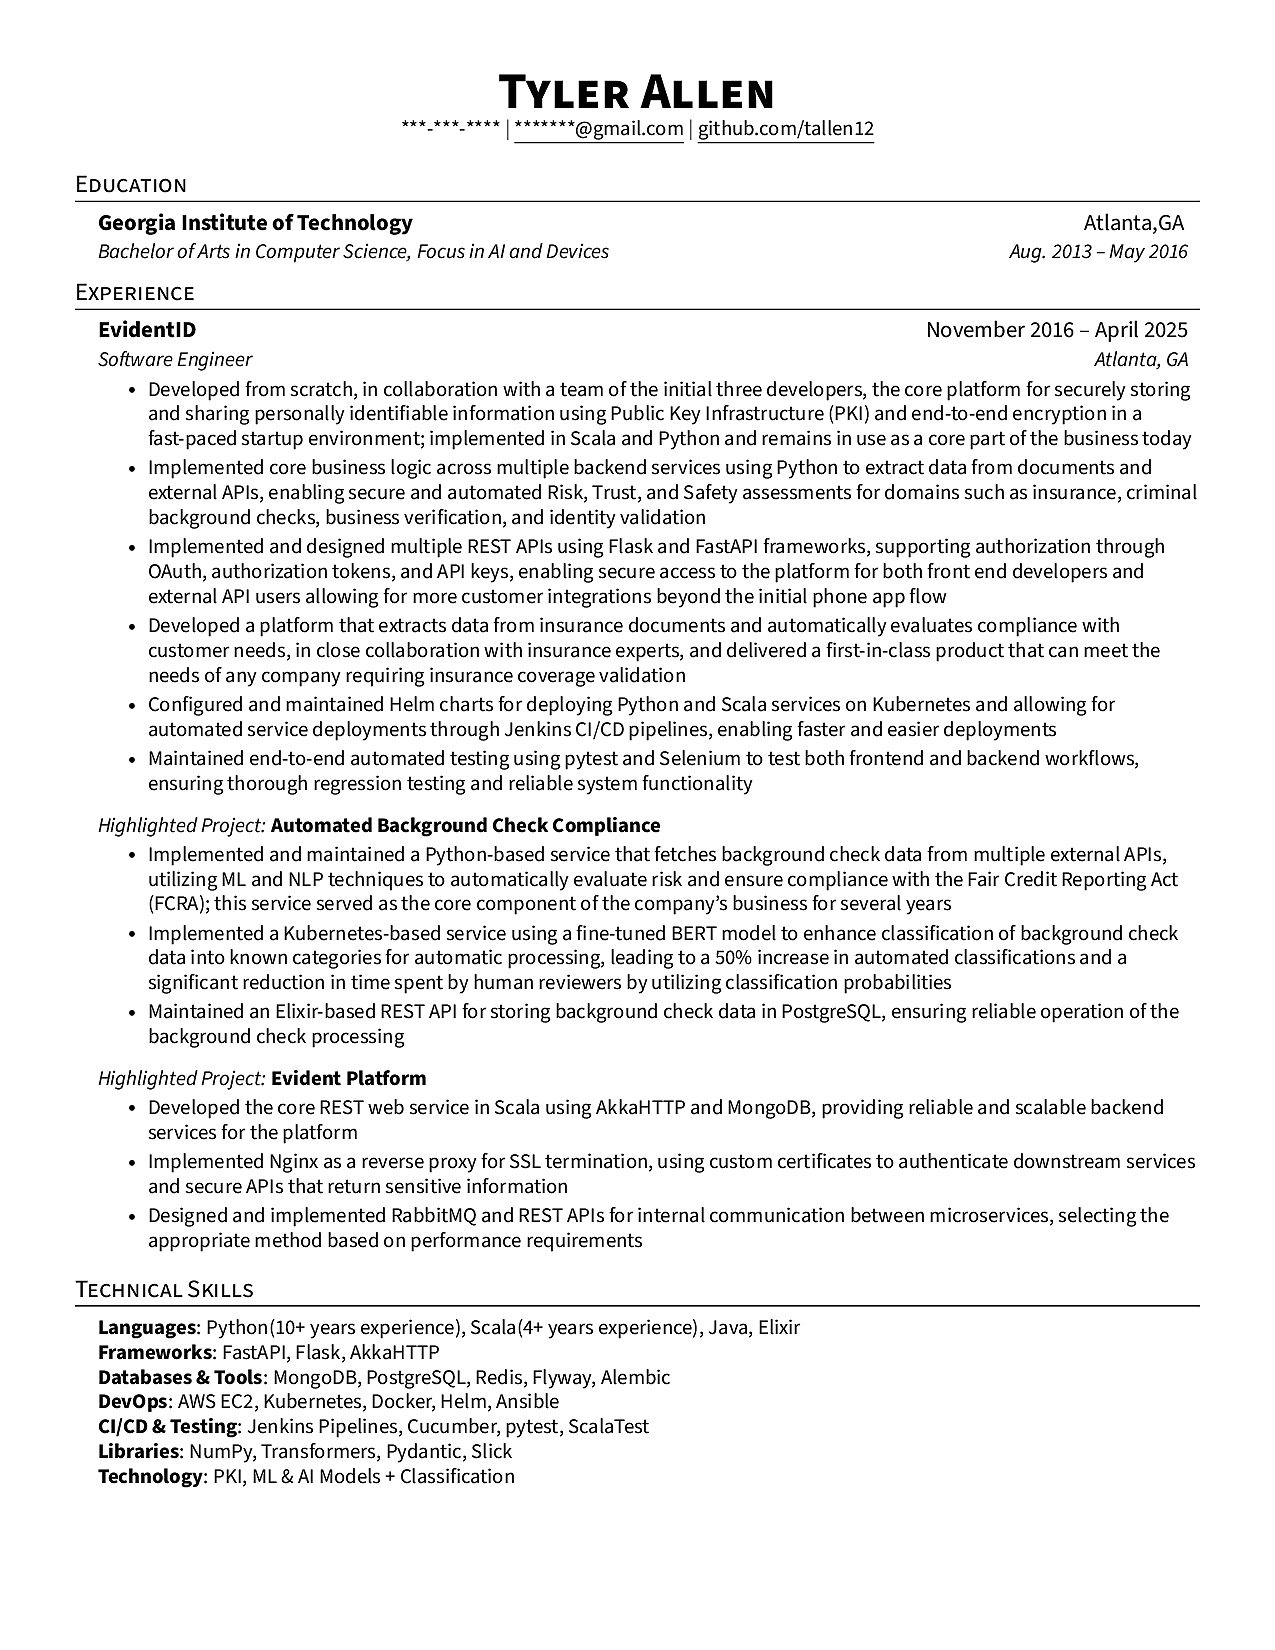 Tyler Allen
***-***-**** | *******@gmail.com | github.com/tallen12
Education
Georgia Institute of Technology Atlanta,GA
Bachelor of Arts in Computer Science, Focus in AI and Devices Aug. 2013 – May 2016
Experience
EvidentID November 2016 – April 2025
Software Engineer Atlanta, GA
• Developed from scratch, in collaboration with a team of the initial three developers, the core platform for securely storing
and sharing personally identifiable information using Public Key Infrastructure (PKI) and end-to-end encryption in a
fast-paced startup environment; implemented in Scala and Python and remains in use as a core part of the business today
• Implemented core business logic across multiple backend services using Python to extract data from documents and
external APIs, enabling secure and automated Risk, Trust, and Safety assessments for domains such as insurance, criminal
background checks, business verification, and identity validation
• Implemented and designed multiple REST APIs using Flask and FastAPI frameworks, supporting authorization through
OAuth, authorization tokens, and API keys, enabling secure access to the platform for both front end developers and
external API users allowing for more customer integrations beyond the initial phone app flow
• Developed a platform that extracts data from insurance documents and automatically evaluates compliance with
customer needs, in close collaboration with insurance experts, and delivered a first-in-class product that can meet the
needs of any company requiring insurance coverage validation
• Configured and maintained Helm charts for deploying Python and Scala services on Kubernetes and allowing for
automated service deployments through Jenkins CI/CD pipelines, enabling faster and easier deployments
• Maintained end-to-end automated testing using pytest and Selenium to test both frontend and backend workflows,
ensuring thorough regression testing and reliable system functionality
Highlighted Project: Automated Background Check Compliance
• Implemented and maintained a Python-based service that fetches background check data from multiple external APIs,
utilizing ML and NLP techniques to automatically evaluate risk and ensure compliance with the Fair Credit Reporting Act
(FCRA); this service served as the core component of the company’s business for several years
• Implemented a Kubernetes-based service using a fine-tuned BERT model to enhance classification of background check
data into known categories for automatic processing, leading to a 50% increase in automated classifications and a
significant reduction in time spent by human reviewers by utilizing classification probabilities
• Maintained an Elixir-based REST API for storing background check data in PostgreSQL, ensuring reliable operation of the
background check processing
Highlighted Project: Evident Platform
• Developed the core REST web service in Scala using AkkaHTTP and MongoDB, providing reliable and scalable backend
services for the platform
• Implemented Nginx as a reverse proxy for SSL termination, using custom certificates to authenticate downstream services
and secure APIs that return sensitive information
• Designed and implemented RabbitMQ and REST APIs for internal communication between microservices, selecting the
appropriate method based on performance requirements
Technical Skills
Languages: Python(10+ years experience), Scala(4+ years experience), Java, Elixir
Frameworks: FastAPI, Flask, AkkaHTTP
Databases & Tools: MongoDB, PostgreSQL, Redis, Flyway, Alembic
DevOps: AWS EC2, Kubernetes, Docker, Helm, Ansible
CI/CD & Testing: Jenkins Pipelines, Cucumber, pytest, ScalaTest
Libraries: NumPy, Transformers, Pydantic, Slick
Technology: PKI, ML & AI Models + Classification